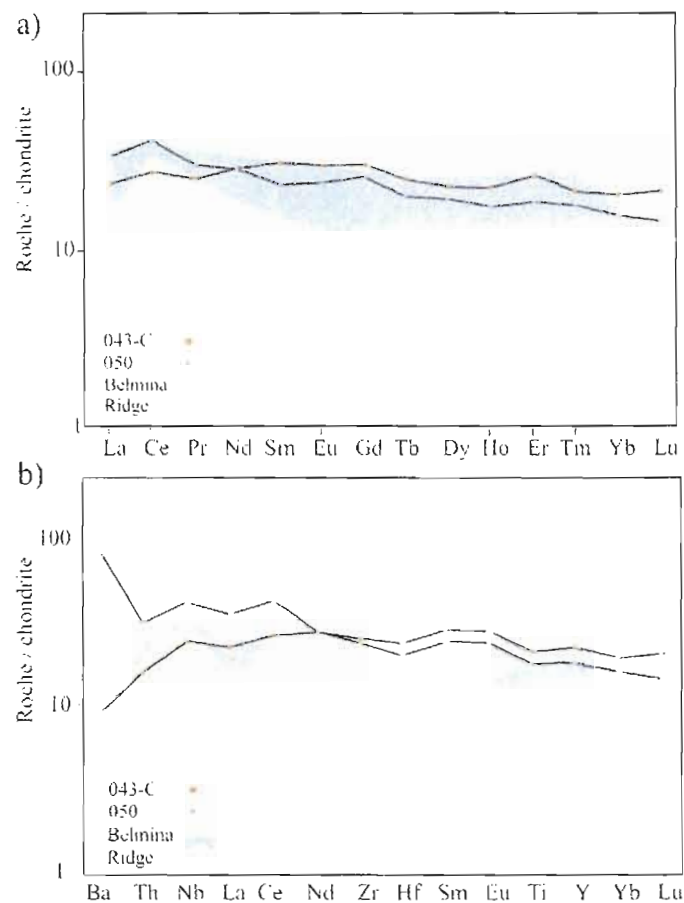 a)
100
Roche / chondrite
10
043-C
050
Belmina
Ridge
1
La Ce Pr Nd Sm Eu Gd Tb Dy Ho Er Tm Yb Lu
b)
100
Roche / chondrite
10
043-C
050
Belmina
Ridge
1
Ba Th Nb La Ce Nd Zr Hf Sm Eu Ti Y Yb Lu